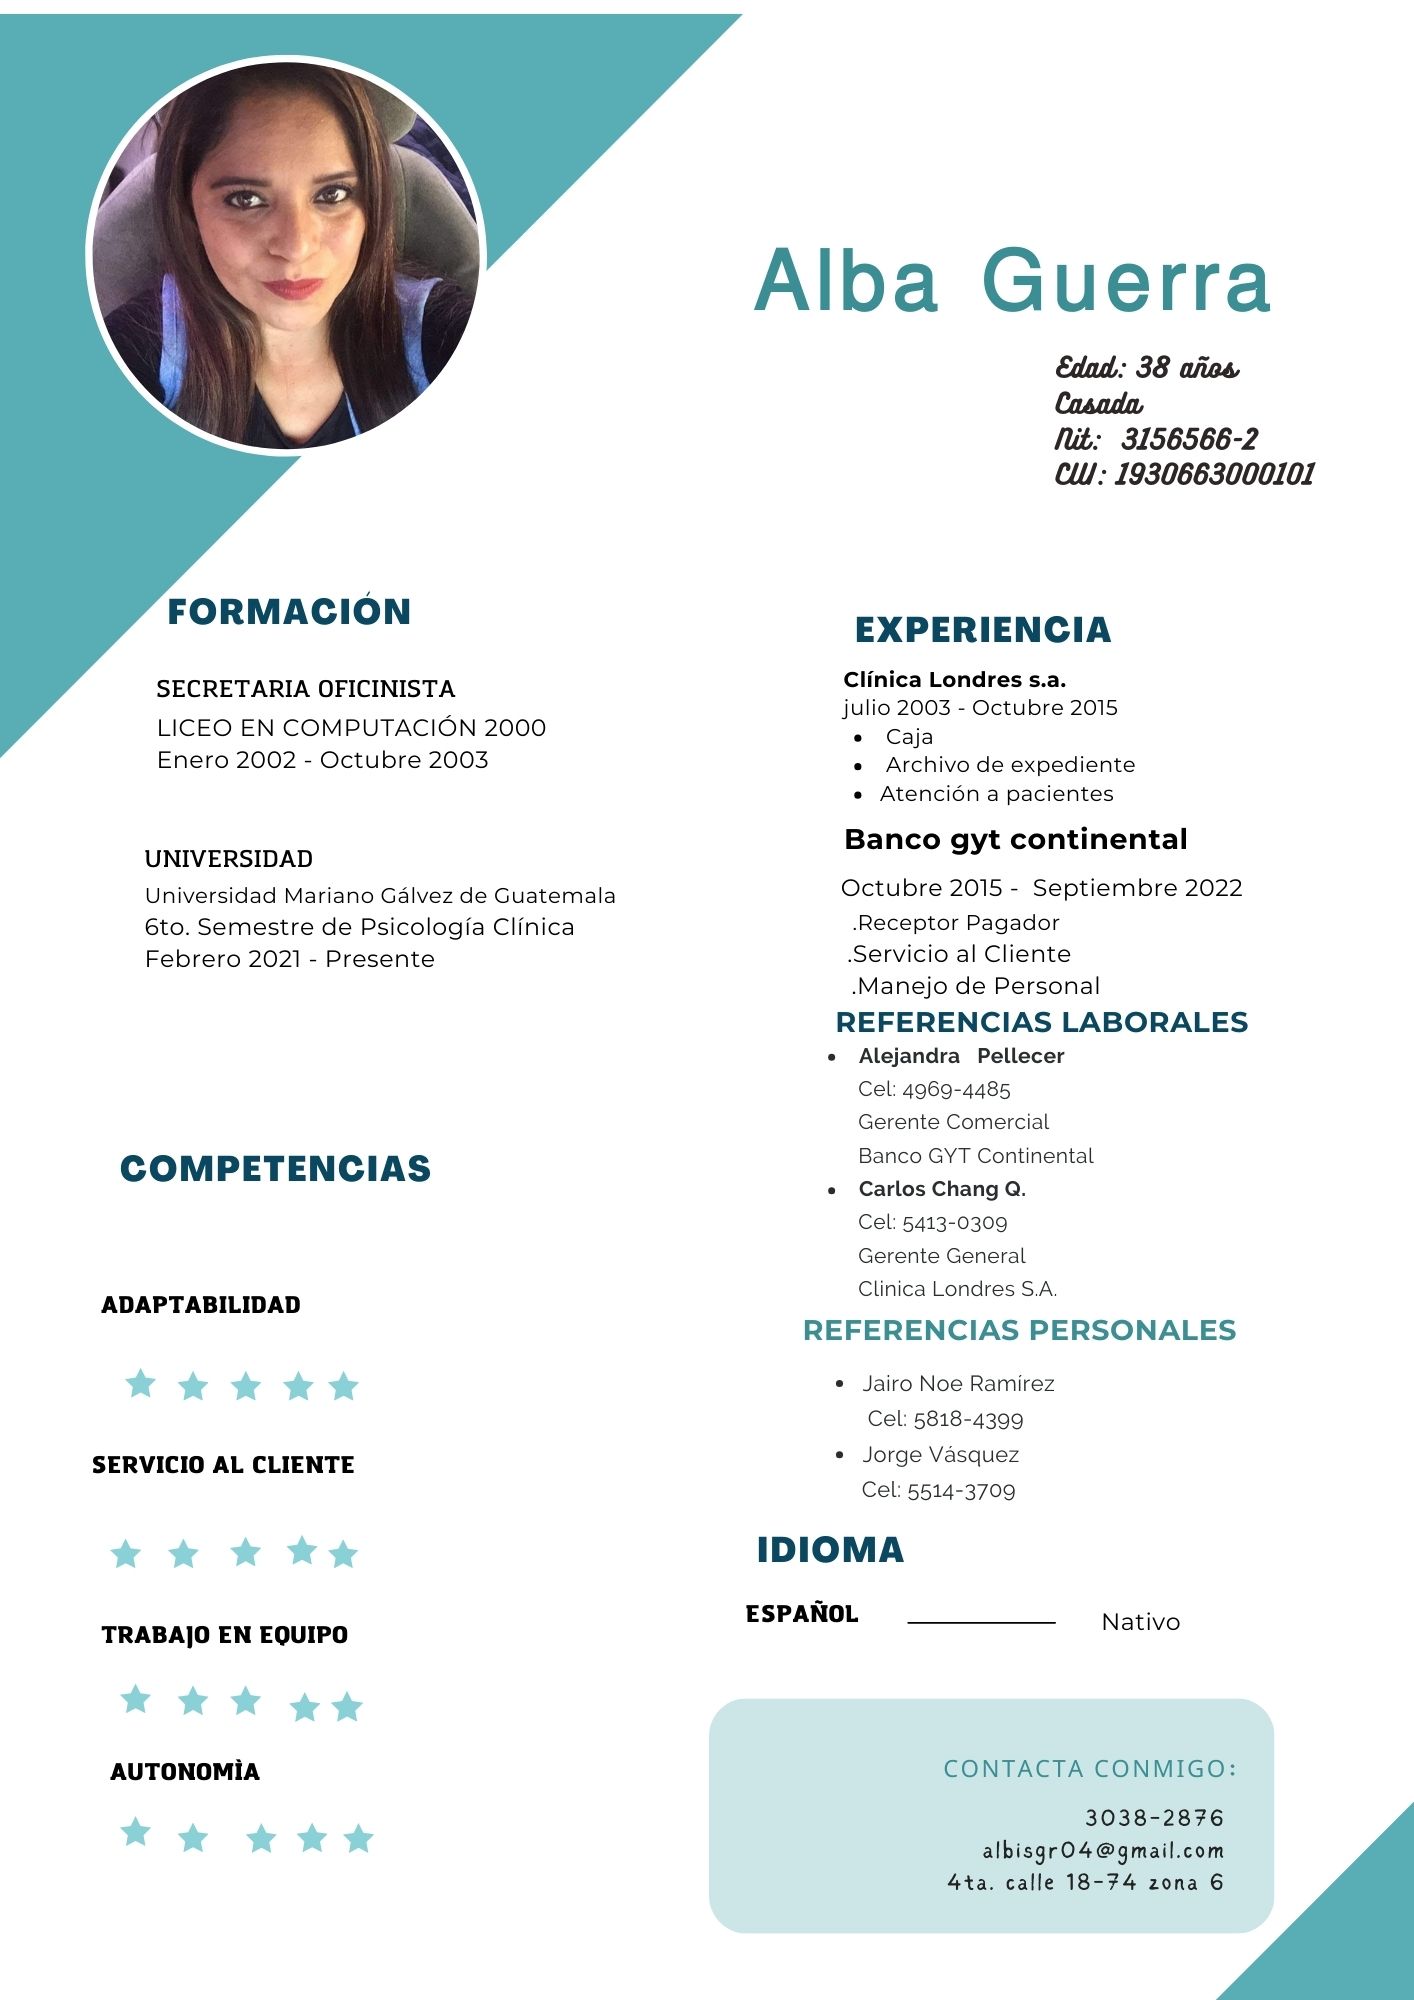 Alba Guerra
Edad: 38 años
Casada
Nit: 3156566-2
CUI: 1930663000101
FORMACIÓN
SECRETARIA OFICINISTA
LICEO EN COMPUTACIÓN 2000
Enero 2002 - Octubre 2003
UNIVERSIDAD
Universidad Mariano Gálvez de Guatemala
6to. Semestre de Psicología Clínica
Febrero 2021 - Presente
COMPETENCIAS
ADAPTABILIDAD
SERVICIO AL CLIENTE
TRABAJO EN EQUIPO
AUTONOMÌA
EXPERIENCIA
Clínica Londres s.a.
julio 2003 - Octubre 2015
• Caja
• Archivo de expediente
• Atención a pacientes
Banco gyt continental
Octubre 2015 - Septiembre 2022
.Receptor Pagador
.Servicio al Cliente
.Manejo de Personal
REFERENCIAS LABORALES
• Alejandra Pellecer
Cel: 4969-4485
Gerente Comercial
Banco GYT Continental
• Carlos Chang Q.
Cel: 5413-0309
Gerente General
Clinica Londres S.A.
REFERENCIAS PERSONALES
• Jairo Noe Ramírez
Cel: 5818-4399
• Jorge Vásquez
Cel: 5514-3709
IDIOMA
ESPAÑOL Nativo
CONTACTA CONMIGO:
3038-2876
albisgr04@gmail.com
4ta. calle 18-74 zona 6